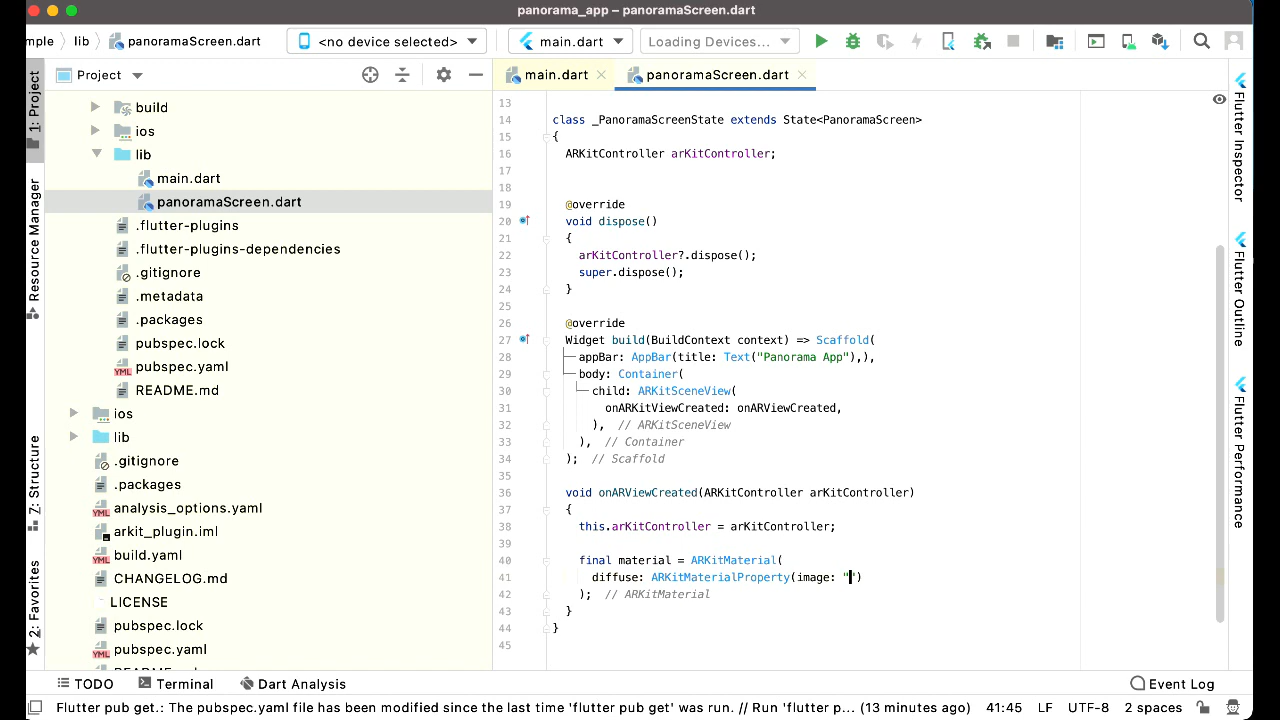 panorama_app – panoramaScreen.dart
mple
lib
panoramaScreen.dart
<no device selected>
main.dart
Loading Devices...
Project
main.dart
panoramaScreen.dart
1: Project
Resource Manager
7: Structure
2: Favorites
build
ios
lib
main.dart
panoramaScreen.dart
.flutter-plugins
.flutter-plugins-dependencies
.gitignore
.metadata
.packages
pubspec.lock
pubspec.yaml
README.md
ios
lib
.gitignore
.packages
analysis_options.yaml
arkit_plugin.iml
build.yaml
CHANGELOG.md
LICENSE
pubspec.lock
pubspec.yaml
13
14 class _PanoramaScreenState extends State<PanoramaScreen>
15 {
16 ARKitController arKitController;
17
18
19 @override
20 void dispose()
21 {
22 arKitController?.dispose();
23 super.dispose();
24 }
25
26 @override
27 Widget build(BuildContext context) => Scaffold(
28 appBar: AppBar(title: Text("Panorama App"),),
29 body: Container(
30 child: ARKitSceneView(
31 onARKitViewCreated: onARViewCreated,
32 ), // ARKitSceneView
33 ), // Container
34 ); // Scaffold
35
36 void onARViewCreated(ARKitController arKitController)
37 {
38 this.arKitController = arKitController;
39
40 final material = ARKitMaterial(
41 diffuse: ARKitMaterialProperty(image: "")
42 ); // ARKitMaterial
43 }
44 }
45
Flutter Inspector
Flutter Outline
Flutter Performance
TODO
Terminal
Dart Analysis
Event Log
Flutter pub get.: The pubspec.yaml file has been modified since the last time 'flutter pub get' was run. // Run 'flutter p... (13 minutes ago)
41:45
LF
UTF-8
2 spaces